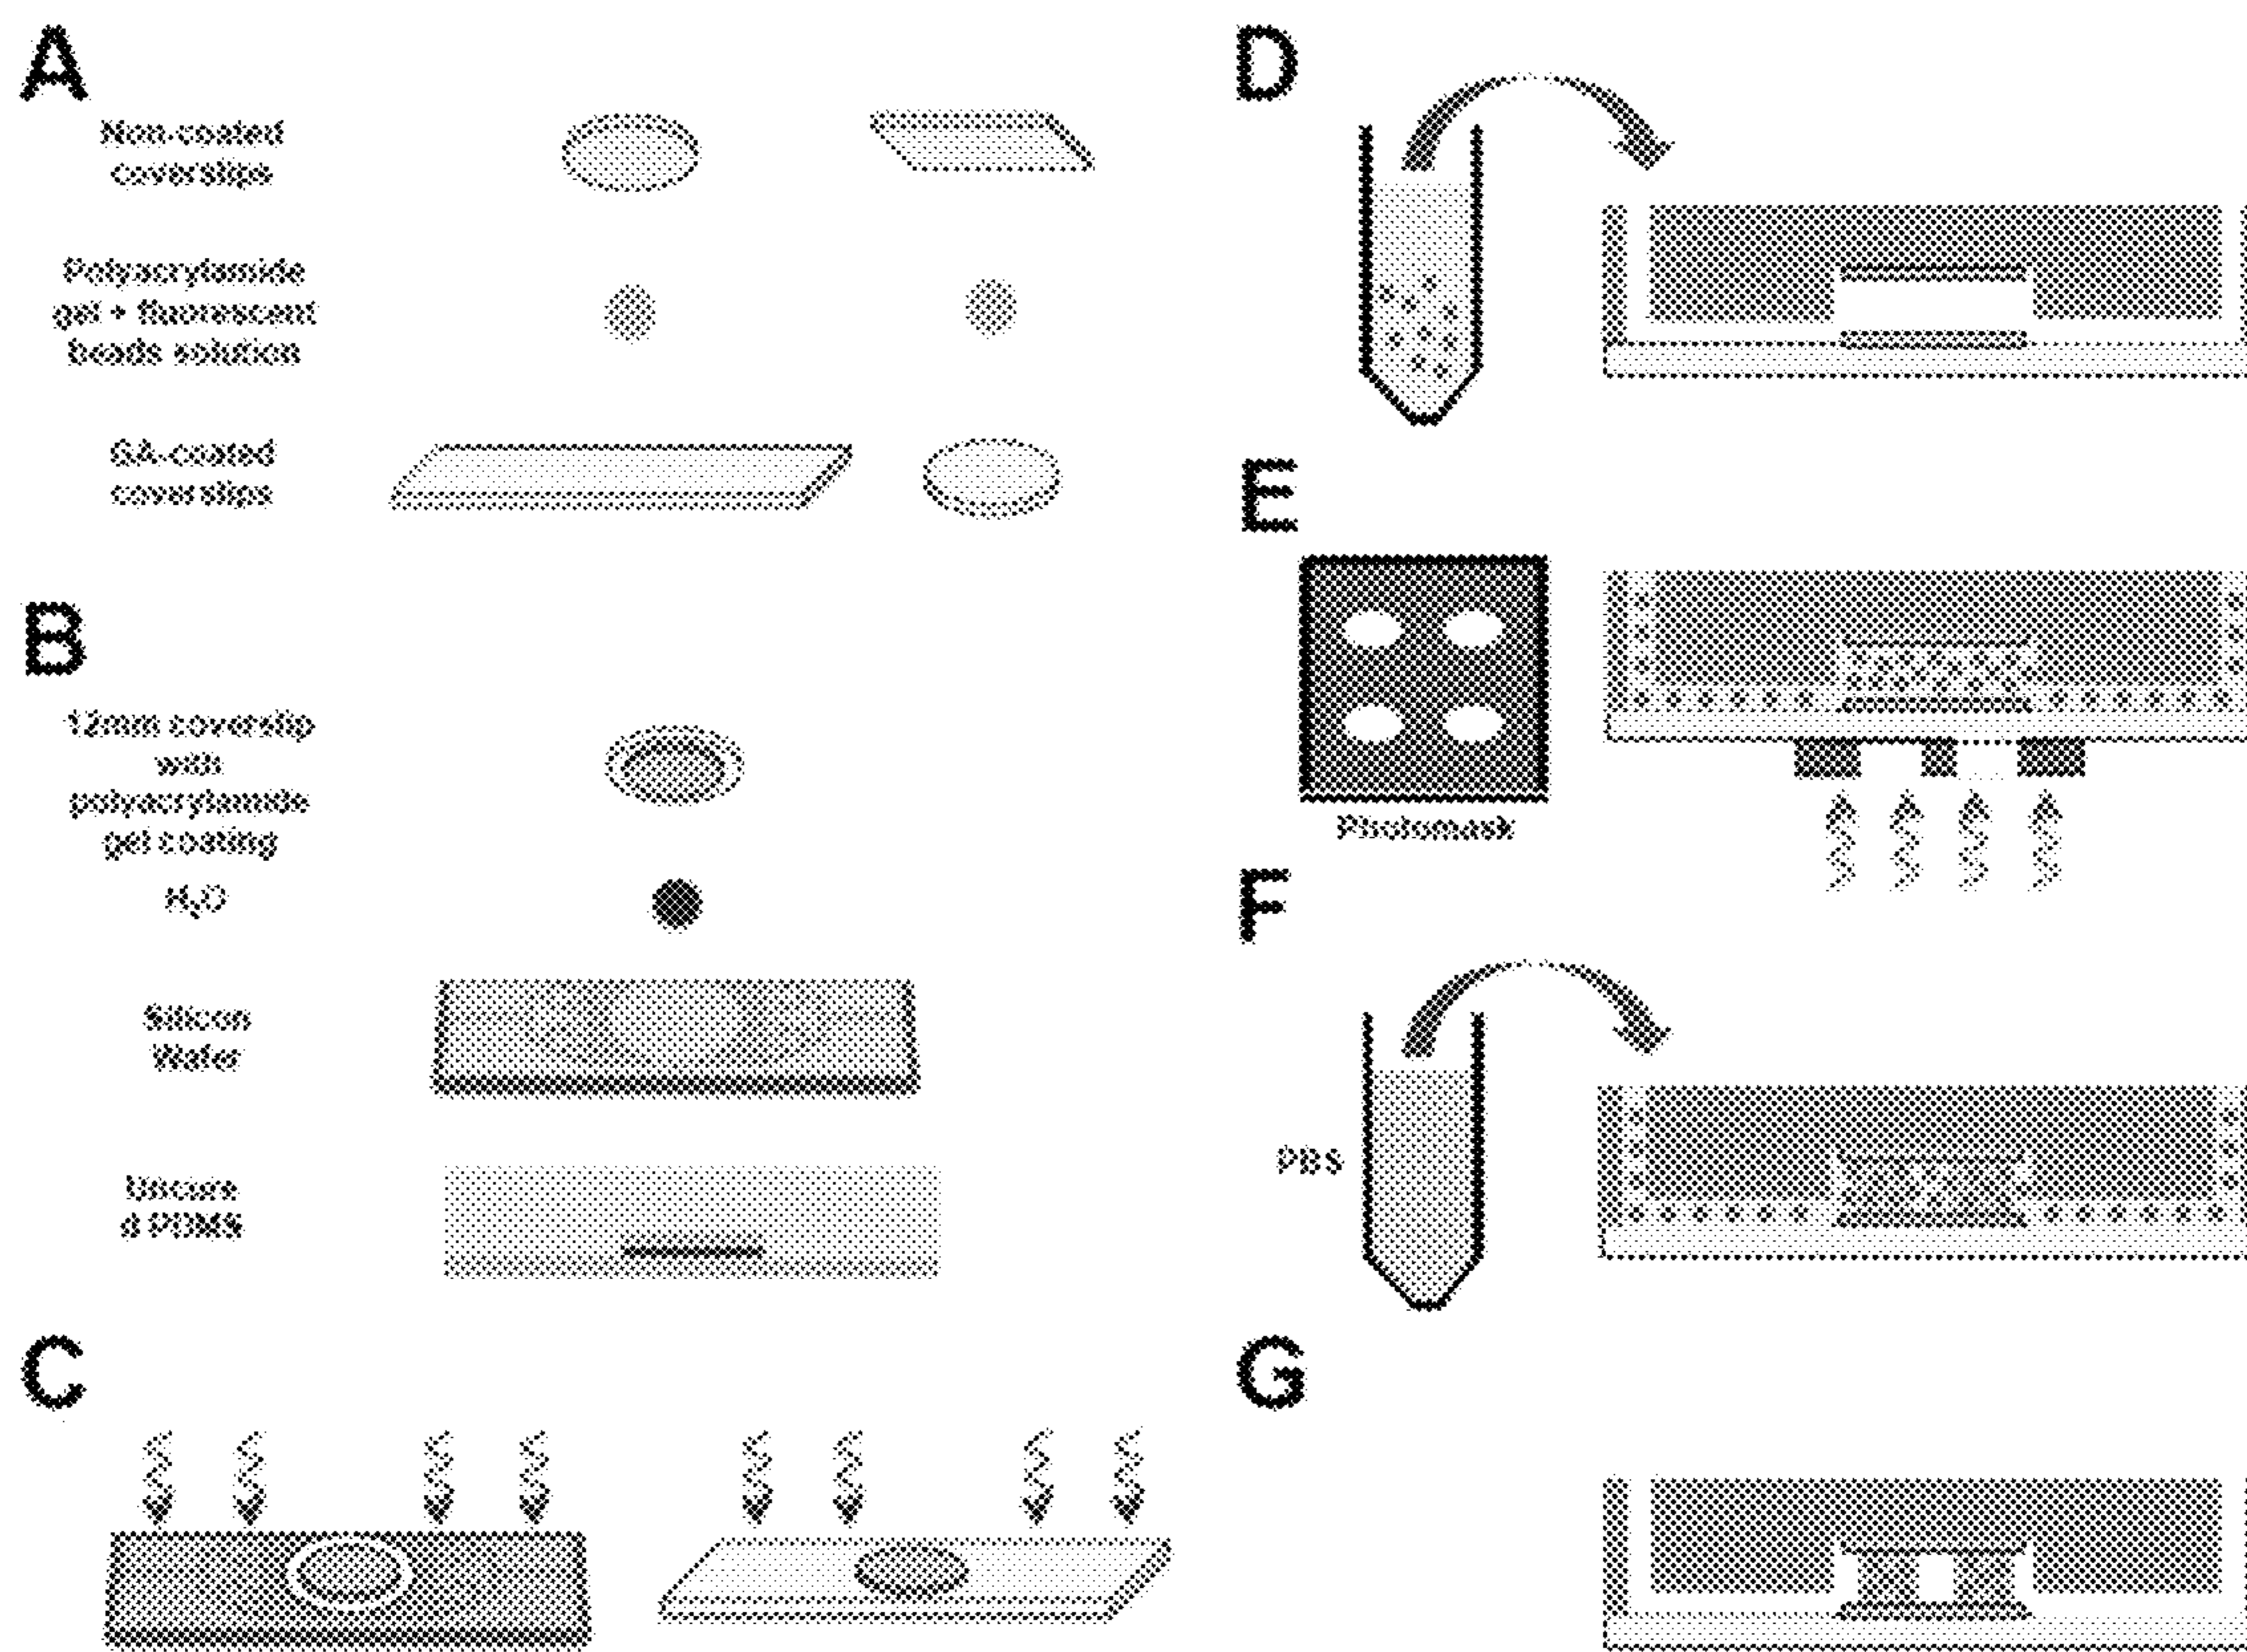 A
Non-coated
coverslips
Polyacrylamide
gel + fluorescent
beads solution
GA-coated
coverslips
B
12mm coverslip
with
polyacrylamide
gel coating
H₂O
Silicon
Wafer
Uncure
d PDMS
C
D
E
Photomask
F
PBS
G